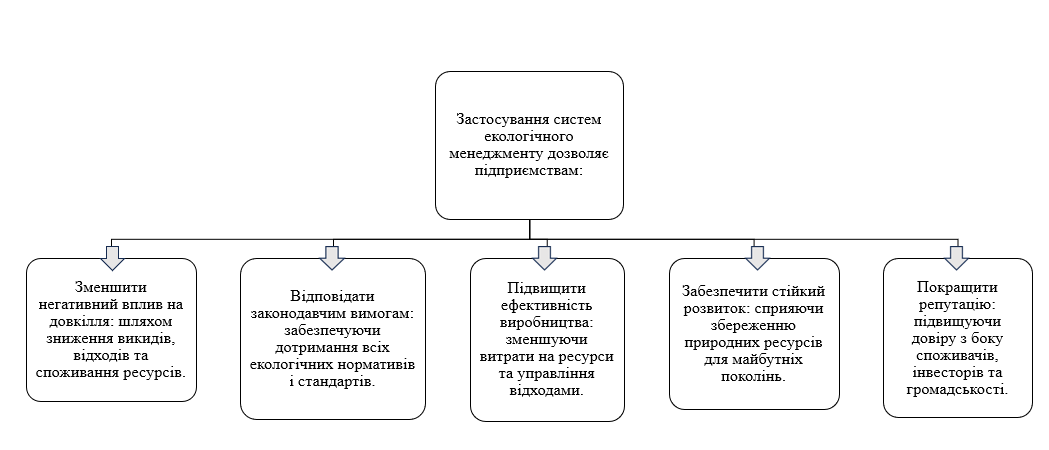 Застосування систем
екологічного
менеджменту дозволяє
підприємствам:
Зменшити
негативний вплив на
довкілля: шляхом
зниження викидів,
відходів та
споживання ресурсів.
Відповідати
законодавчим вимогам:
забезпечуючи
дотримання всіх
екологічних нормативів
і стандартів.
Підвищити
ефективність
виробництва:
зменшуючи
витрати на ресурси
та управління
відходами.
Забезпечити стійкий
розвиток: сприяючи
збереженню
природних ресурсів
для майбутніх
поколінь.
Покращити
репутацію:
підвищуючи
довіру з боку
споживачів,
інвесторів та
громадськості.